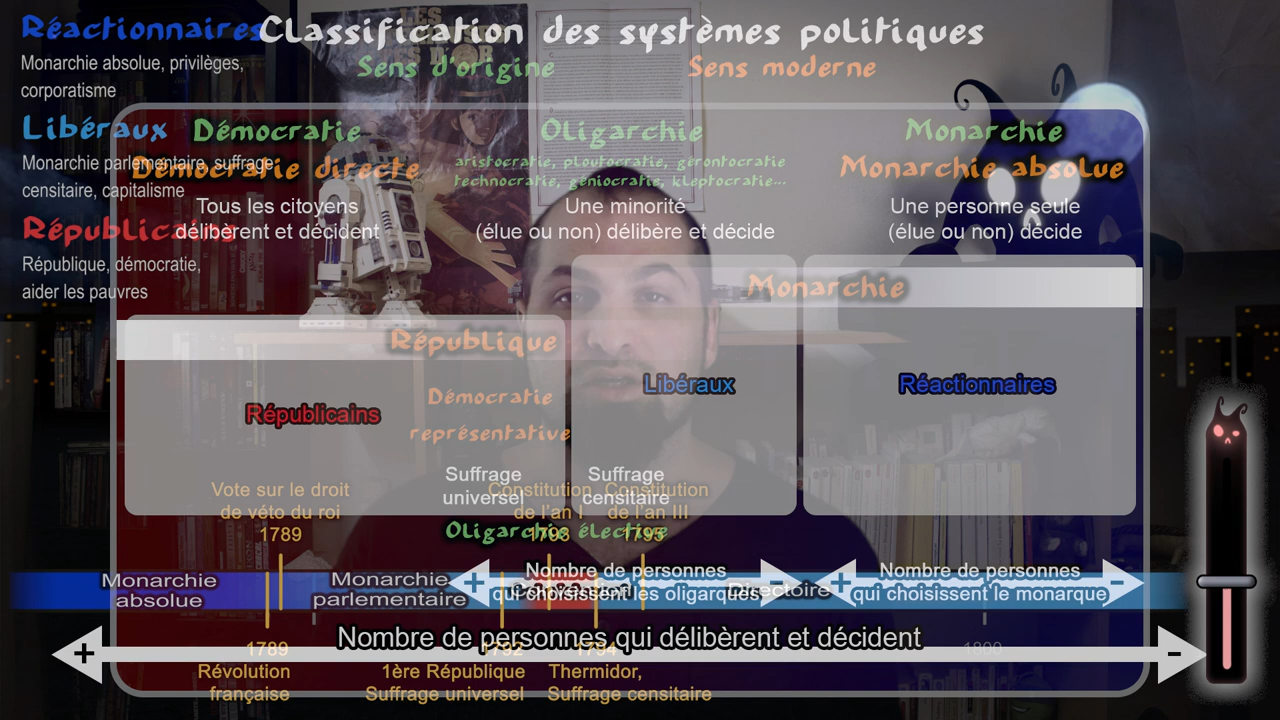 Classification des systèmes politiques
Sens d'origine
Sens moderne
Réactionnaires
Monarchie absolue, privilèges,
corporatisme
Libéraux
Monarchie parlementaire, suffrage
censitaire, capitalisme
Républicains
République, démocratie,
aider les pauvres
Démocratie
Démocratie directe
Tous les citoyens
délibèrent et décident
Oligarchie
aristocratie, ploutocratie, gérontocratie
technocratie, géniocratie, kleptocratie...
Une minorité
(élue ou non) délibère et décide
Monarchie
Monarchie absolue
Une personne seule
(élue ou non) décide
Monarchie
République
Républicains
Démocratie
représentative
Libéraux
Réactionnaires
Suffrage
universel
Suffrage
censitaire
Oligarchie élective
Vote sur le droit
de véto du roi
1789
Constitution
de l'an I
1793
Constitution
de l'an III
1795
Monarchie
absolue
Monarchie
parlementaire
Directoire
+ Nombre de personnes -
qui choisissent les oligarques
+ Nombre de personnes -
qui choisissent le monarque
+ Nombre de personnes qui délibèrent et décident -
1789
Révolution
française
1792
1ère République
Suffrage universel
1794
Thermidor,
Suffrage censitaire
1800